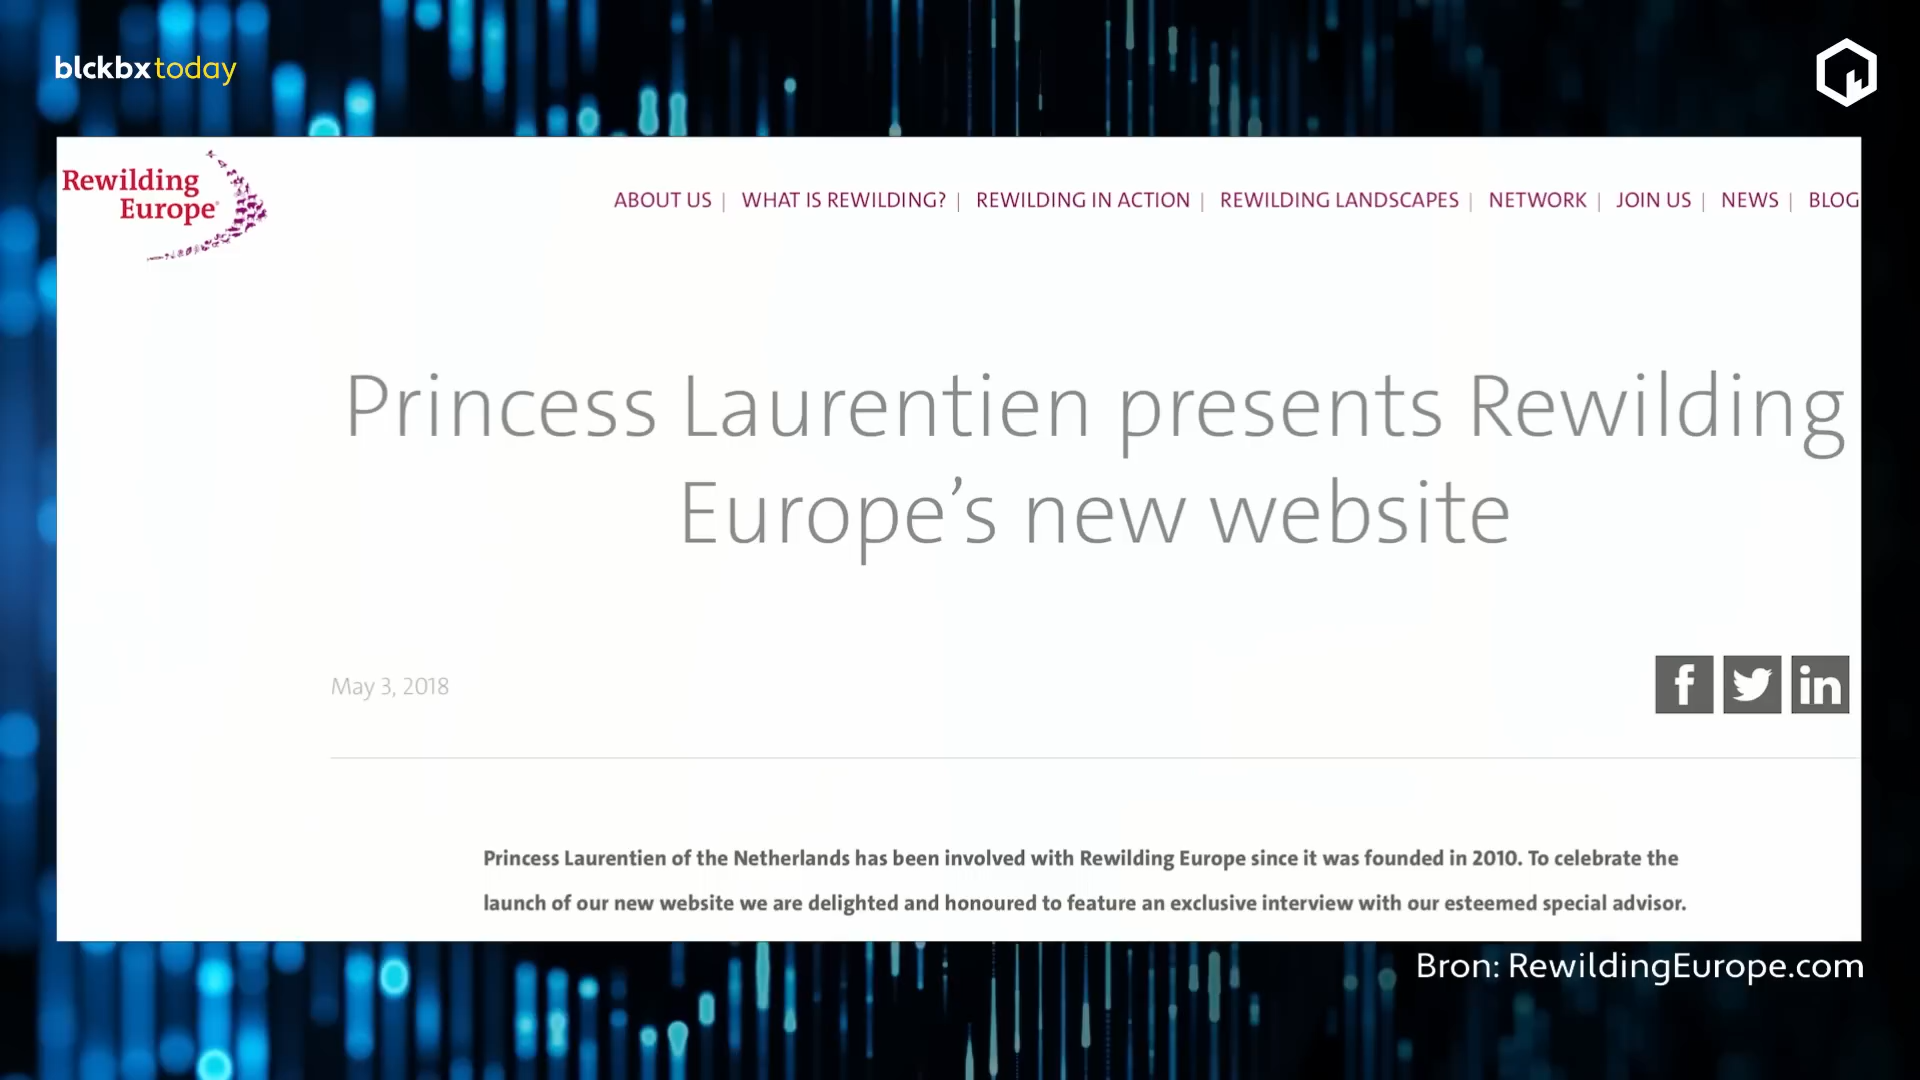 blckbxtoday
Rewilding
Europe
ABOUT US | WHAT IS REWILDING? | REWILDING IN ACTION | REWILDING LANDSCAPES | NETWORK | JOIN US | NEWS | BLOG
Princess Laurentien presents Rewilding
Europe’s new website
May 3, 2018
Princess Laurentien of the Netherlands has been involved with Rewilding Europe since it was founded in 2010. To celebrate the
launch of our new website we are delighted and honoured to feature an exclusive interview with our esteemed special advisor.
Bron: RewildingEurope.com